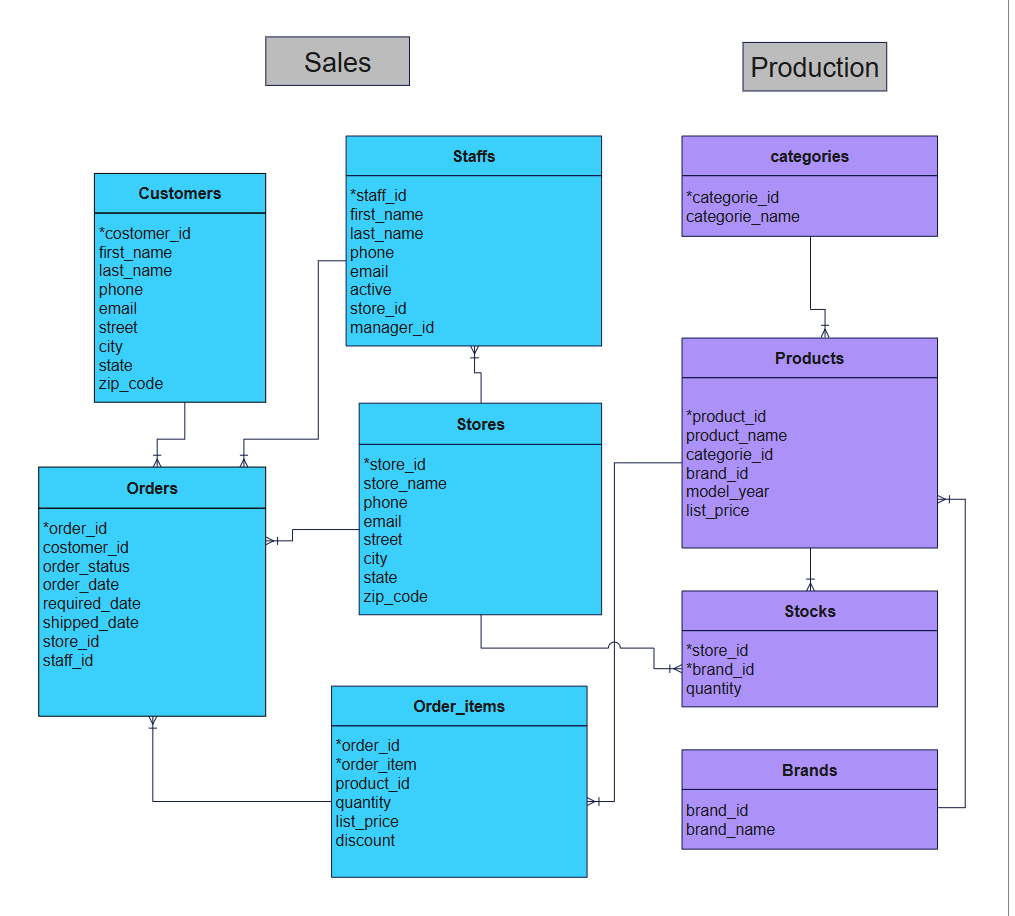 Sales
Production
Customers
*costomer_id
first_name
last_name
phone
email
street
city
state
zip_code
Staffs
*staff_id
first_name
last_name
phone
email
active
store_id
manager_id
categories
*categorie_id
categorie_name
Orders
*order_id
costomer_id
order_status
order_date
required_date
shipped_date
store_id
staff_id
Stores
*store_id
store_name
phone
email
street
city
state
zip_code
Products
*product_id
product_name
categorie_id
brand_id
model_year
list_price
Stocks
*store_id
*brand_id
quantity
Order_items
*order_id
*order_item
product_id
quantity
list_price
discount
Brands
brand_id
brand_name